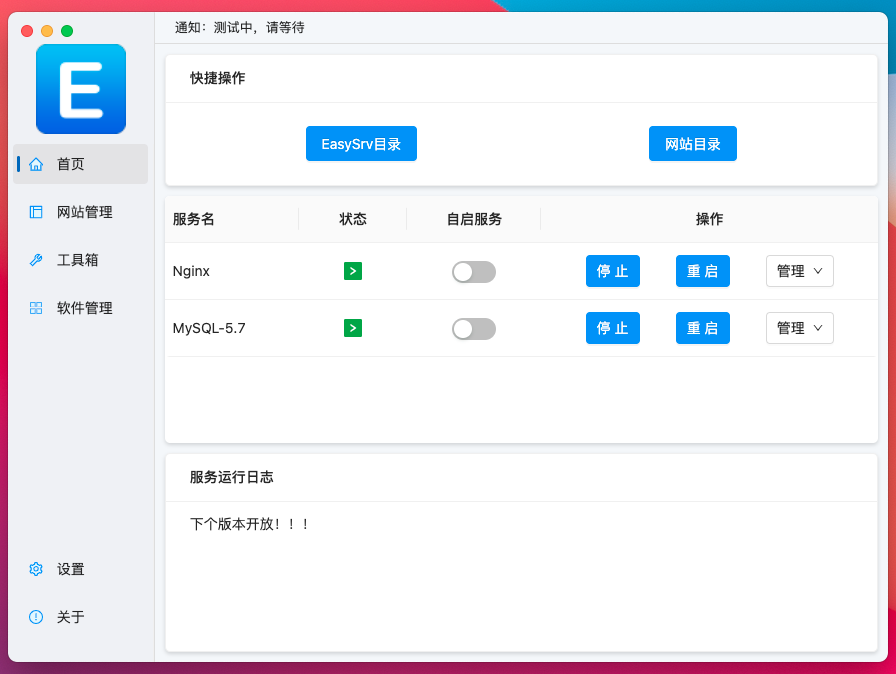 通知：测试中，请等待
E
首页
网站管理
工具箱
软件管理
设置
关于
快捷操作
EasySrv目录 网站目录
服务名 状态 自启服务 操作
Nginx 停 止 重 启 管理
MySQL-5.7 停 止 重 启 管理
服务运行日志
下个版本开放！！！